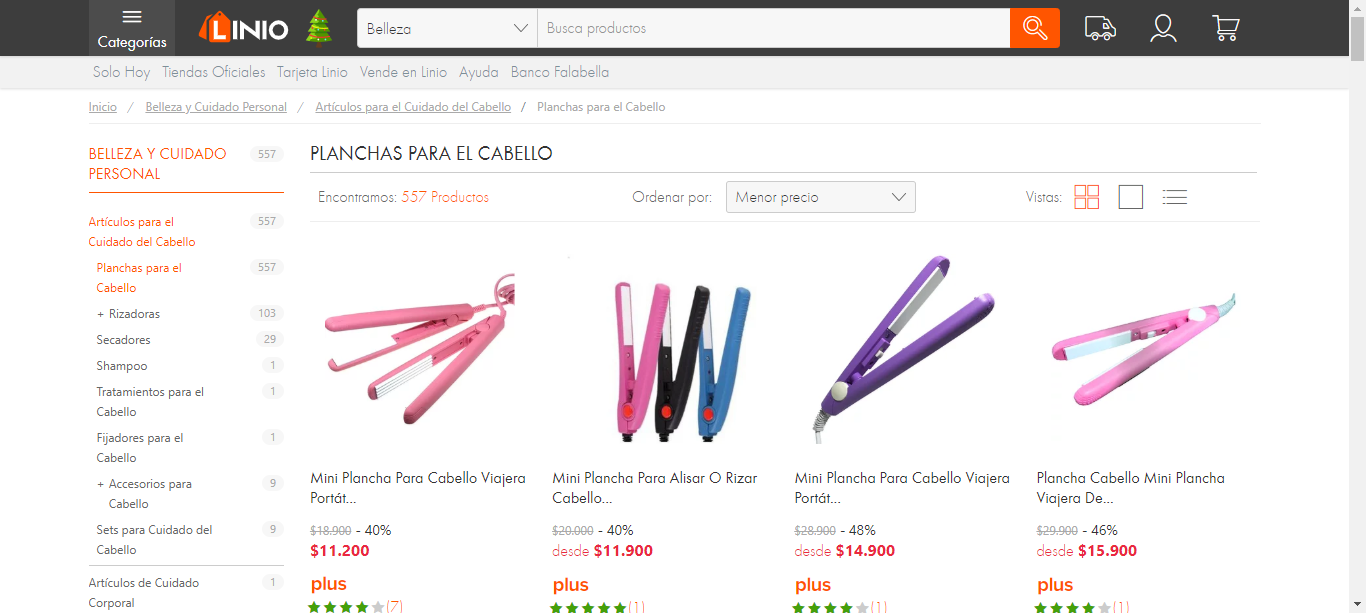 Categorías
LINIO
Belleza
Busca productos
Solo Hoy Tiendas Oficiales Tarjeta Linio Vende en Linio Ayuda Banco Falabella
Inicio / Belleza y Cuidado Personal / Artículos para el Cuidado del Cabello / Planchas para el Cabello
BELLEZA Y CUIDADO PERSONAL 557
Artículos para el Cuidado del Cabello 557
Planchas para el Cabello 557
+ Rizadoras 103
Secadores 29
Shampoo 1
Tratamientos para el Cabello 1
Fijadores para el Cabello 1
+ Accesorios para Cabello 9
Sets para Cuidado del Cabello 9
Artículos de Cuidado Corporal 1
PLANCHAS PARA EL CABELLO
Encontramos: 557 Productos
Ordenar por: Menor precio
Vistas:
Mini Plancha Para Cabello Viajera Portát...
$18.900 - 40%
$11.200
plus
(7)
Mini Plancha Para Alisar O Rizar Cabello...
$20.000 - 40%
desde $11.900
plus
(1)
Mini Plancha Para Cabello Viajera Portát...
$28.900 - 48%
desde $14.900
plus
(1)
Plancha Cabello Mini Plancha Viajera De...
$29.900 - 46%
desde $15.900
plus
(1)